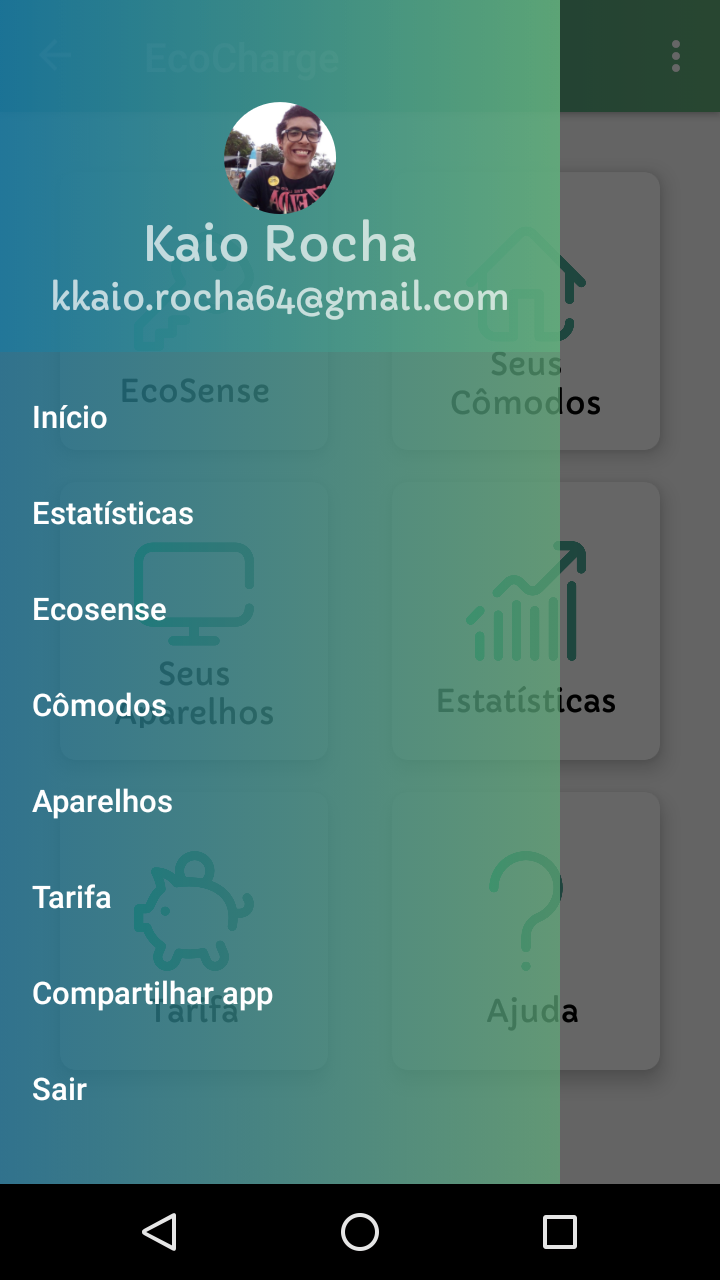 EcoCharge
Kaio Rocha
kkaio.rocha64@gmail.com
EcoSense
Seus
Cômodos
Início
Estatísticas
Ecosense
Cômodos
Aparelhos
Tarifa
Compartilhar app
Sair
Seus
Aparelhos
Estatísticas
Tarifa
Ajuda